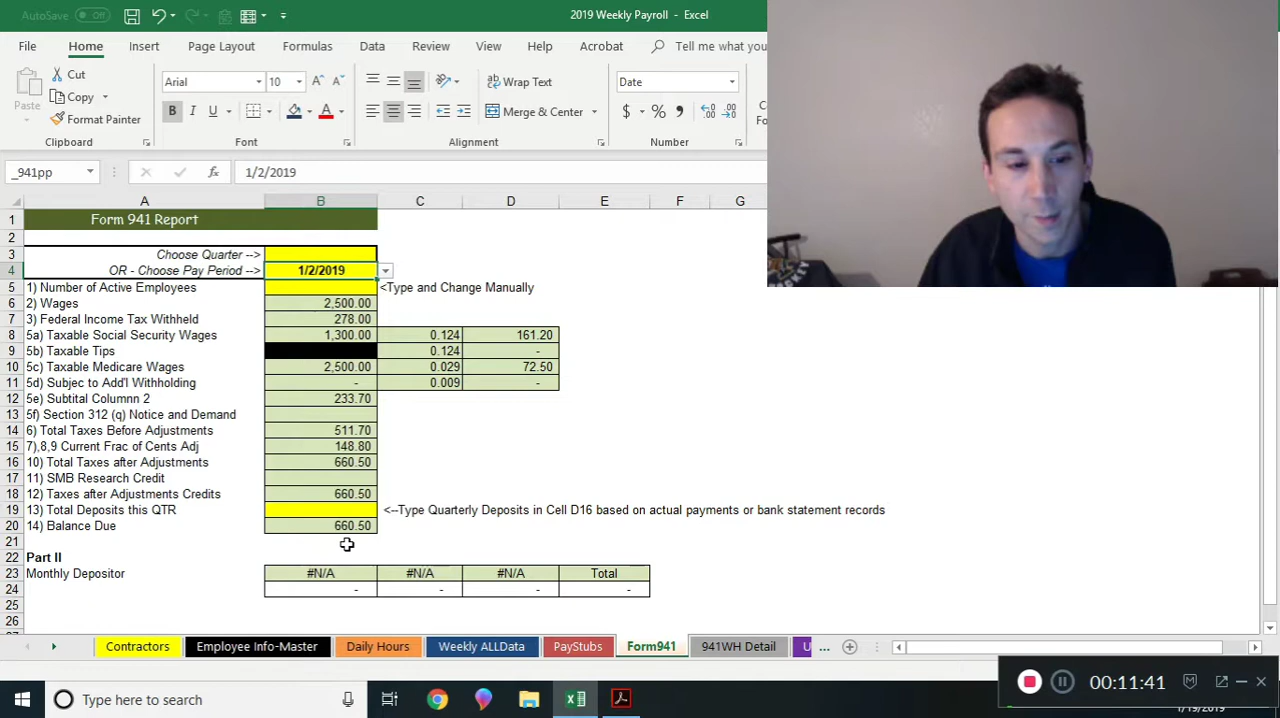 AutoSave Off 2019 Weekly Payroll - Excel
File Home Insert Page Layout Formulas Data Review View Help Acrobat Tell me what you
Paste Cut Copy Format Painter
Arial 10
Wrap Text
Merge & Center
Date
$ % ,
Clipboard Font Alignment Number
_941pp fx 1/2/2019
A B C D E F G
1 Form 941 Report
2
3 Choose Quarter -->
4 OR - Choose Pay Period --> 1/2/2019
5 1) Number of Active Employees <Type and Change Manually
6 2) Wages 2,500.00
7 3) Federal Income Tax Withheld 278.00
8 5a) Taxable Social Security Wages 1,300.00 0.124 161.20
9 5b) Taxable Tips 0.124 -
10 5c) Taxable Medicare Wages 2,500.00 0.029 72.50
11 5d) Subjec to Add'l Withholding - 0.009 -
12 5e) Subtital Columnn 2 233.70
13 5f) Section 312 (q) Notice and Demand
14 6) Total Taxes Before Adjustments 511.70
15 7),8,9 Current Frac of Cents Adj 148.80
16 10) Total Taxes after Adjustments 660.50
17 11) SMB Research Credit
18 12) Taxes after Adjustments Credits 660.50
19 13) Total Deposits this QTR <--Type Quarterly Deposits in Cell D16 based on actual payments or bank statement records
20 14) Balance Due 660.50
21
22 Part II
23 Monthly Depositor #N/A #N/A #N/A Total
24 - - - -
25
26
Contractors Employee Info-Master Daily Hours Weekly ALLData PayStubs Form941 941WH Detail U ...
00:11:41
Type here to search
1/19/2019